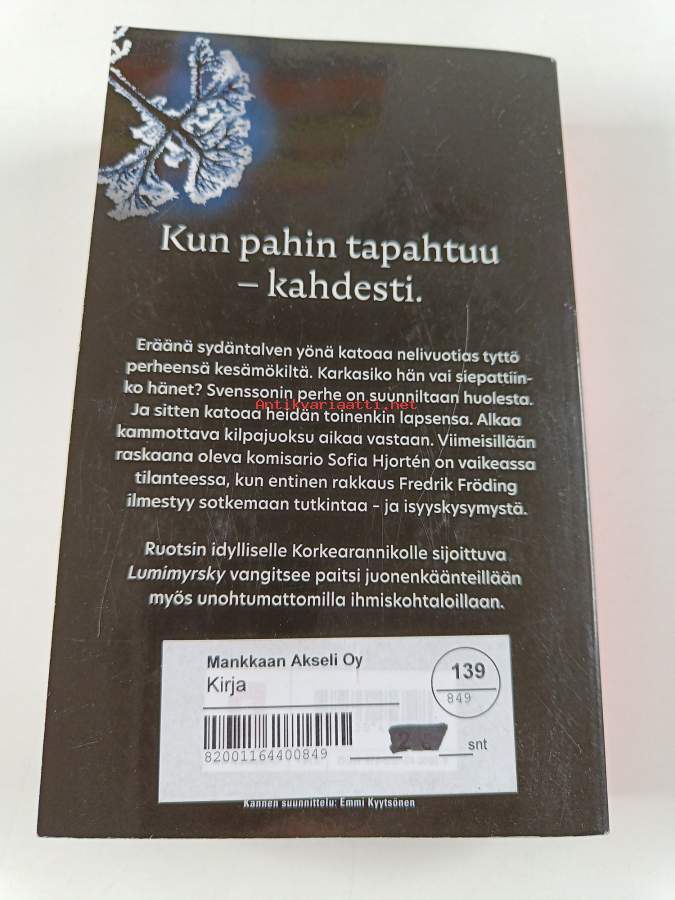 Kun pahin tapahtuu
– kahdesti.
Eräänä sydäntalven yönä katoaa nelivuotias tyttö
perheensä kesämökiltä. Karkasiko hän vai siepattiin-
ko hänet? Svenssonin perhe on suunniltaan huolesta.
Antikvariaatti.net
Ja sitten katoaa heidän toinenkin lapsensa. Alkaa
kammottava kilpajuoksu aikaa vastaan. Viimeisillään
raskaana oleva komisario Sofia Hjortén on vaikeassa
tilanteessa, kun entinen rakkaus Fredrik Fröding
ilmestyy sotkemaan tutkintaa – ja isyyskysymystä.
Ruotsin idylliselle Korkearannikolle sijoittuva
Lumimyrsky vangitsee paitsi juonenkäänteillään
myös unohtumattomilla ihmiskohtaloillaan.
Mankkaan Akseli Oy
Kirja
139
849
82001164400849
snt
Kannen suunnittelu: Emmi Kyytsönen